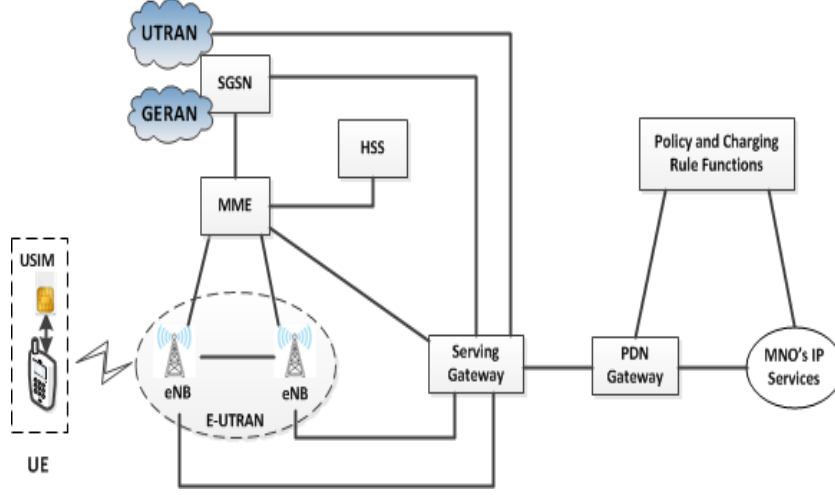 UTRAN
SGSN
GERAN
HSS
Policy and Charging
Rule Functions
MME
USIM
Serving
Gateway
PDN
Gateway
MNO's IP
Services
eNB
eNB
E-UTRAN
UE